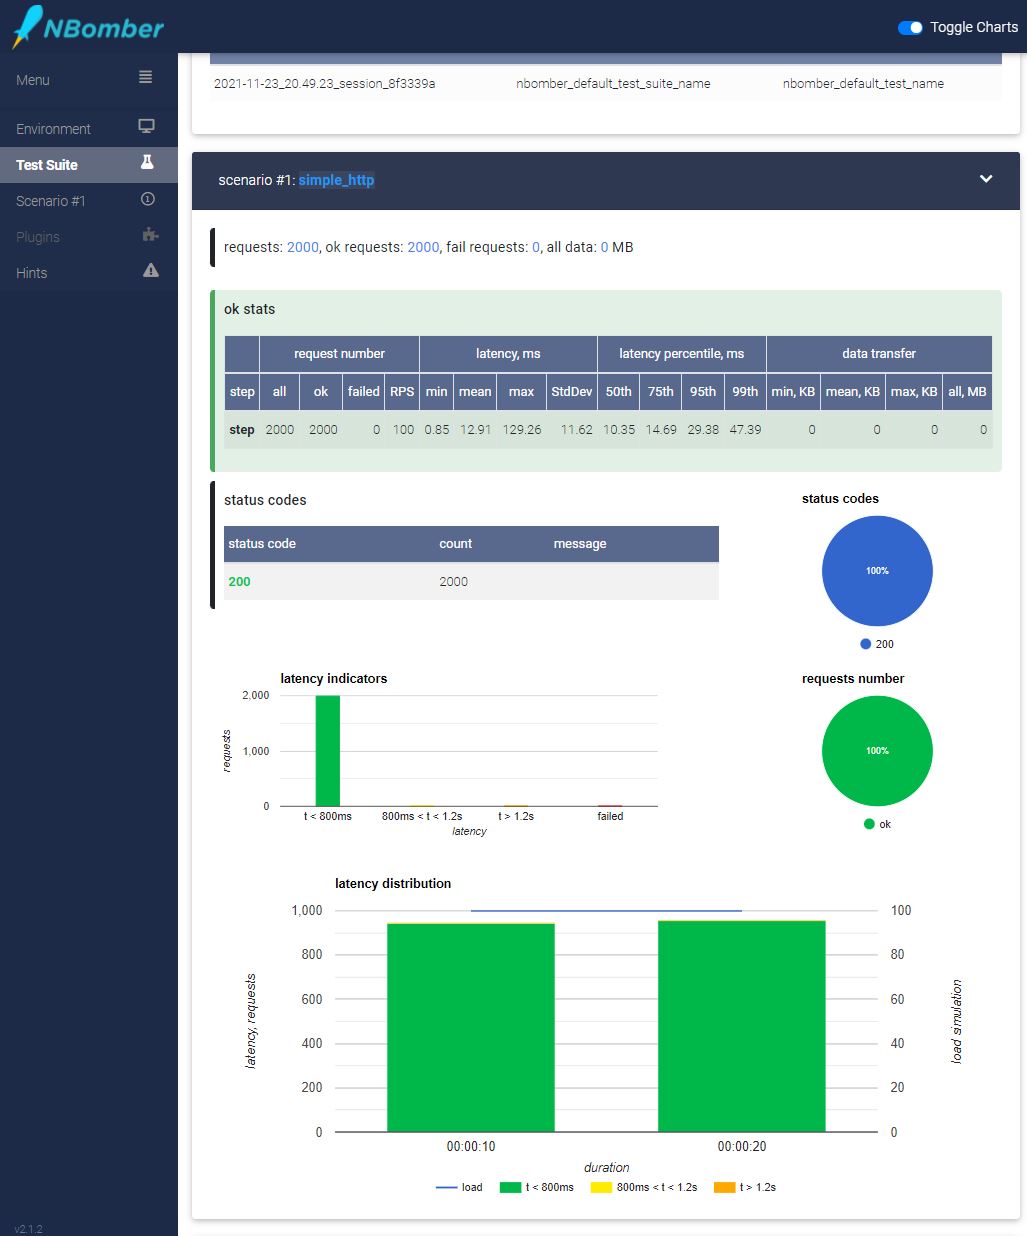 NBomber
Toggle Charts
Menu
Environment
Test Suite
Scenario #1
Plugins
Hints
v2.1.2
2021-11-23_20.49.23_session_8f3339a nbomber_default_test_suite_name nbomber_default_test_name
scenario #1: simple_http
requests: 2000, ok requests: 2000, fail requests: 0, all data: 0 MB
ok stats
request number latency, ms latency percentile, ms data transfer
step all ok failed RPS min mean max StdDev 50th 75th 95th 99th min, KB mean, KB max, KB all, MB
step 2000 2000 0 100 0.85 12.91 129.26 11.62 10.35 14.69 29.38 47.39 0 0 0 0
status codes
status code count message
200 2000
status codes
100%
200
latency indicators
2,000
1,000
0
requests
t < 800ms 800ms < t < 1.2s t > 1.2s failed
latency
requests number
100%
ok
latency distribution
1,000 100
800 80
600 60
400 40
200 20
0 0
latency, requests
load simulation
00:00:10 00:00:20
duration
load t < 800ms 800ms < t < 1.2s t > 1.2s